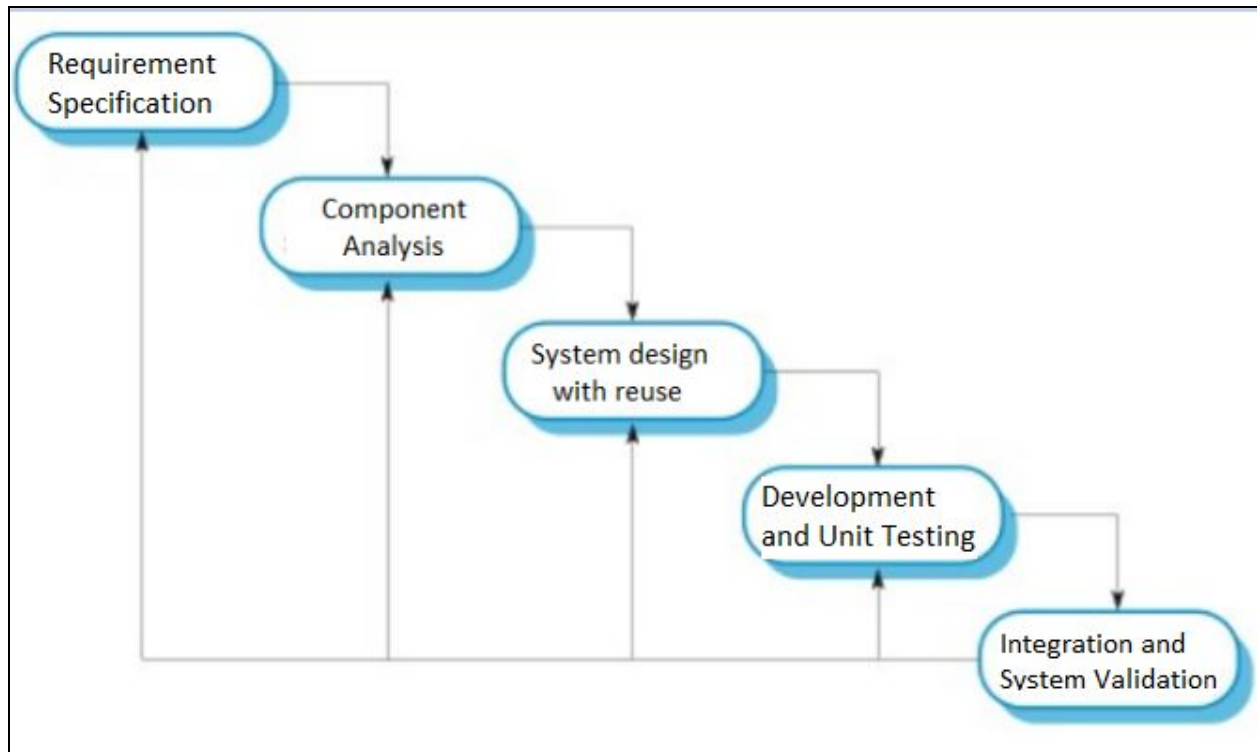 Requirement
Specification
Component
Analysis
System design
with reuse
Development
and Unit Testing
Integration and
System Validation